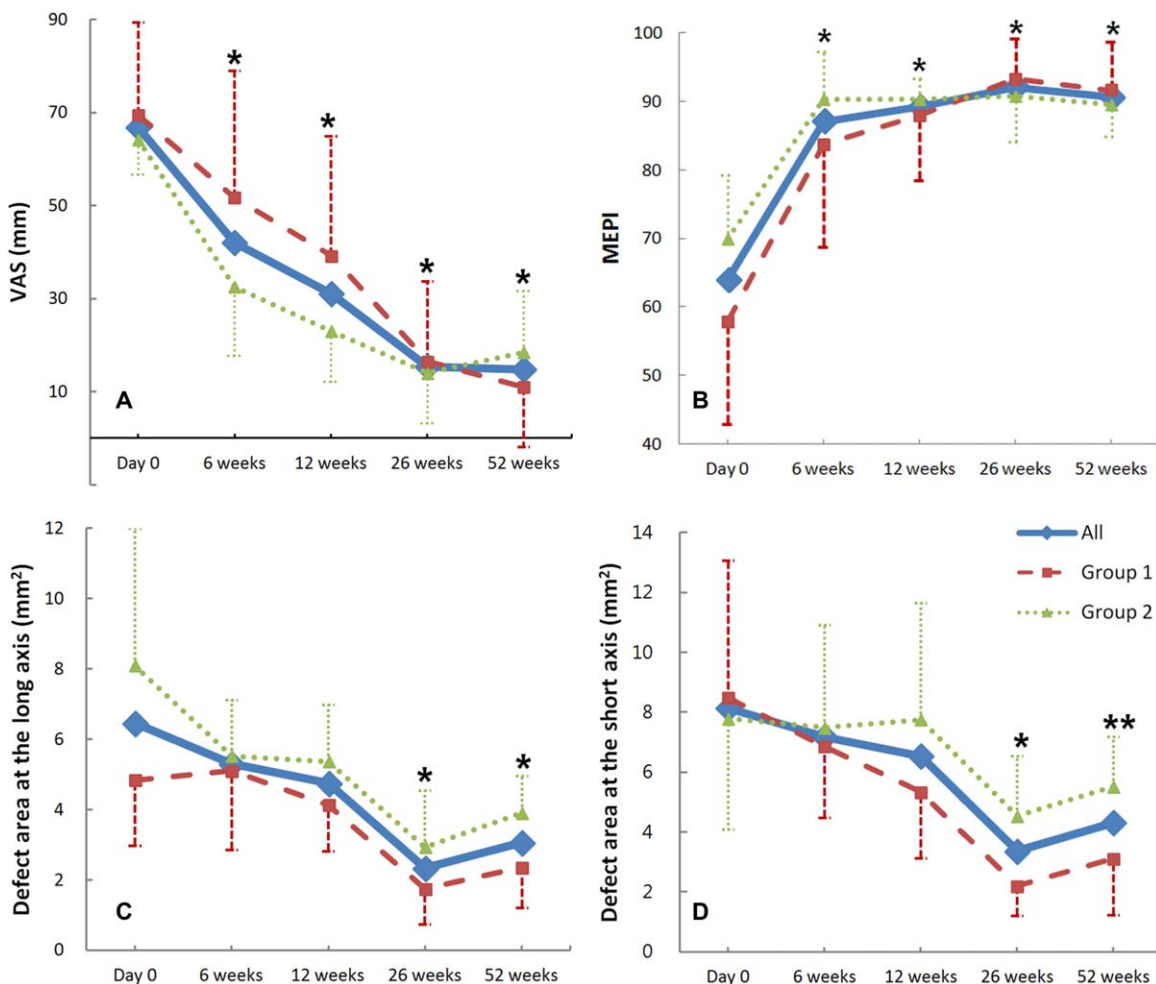 90
70
50
30
10
VAS (mm)
* * * * *
A
Day 0 6 weeks 12 weeks 26 weeks 52 weeks
100
90
80
70
60
50
40
MEPI
* * * *
B
Day 0 6 weeks 12 weeks 26 weeks 52 weeks
12
10
8
6
4
2
0
Defect area at the long axis (mm²)
* *
C
Day 0 6 weeks 12 weeks 26 weeks 52 weeks
14
12
10
8
6
4
2
0
Defect area at the short axis (mm²)
All
Group 1
Group 2
* **
D
Day 0 6 weeks 12 weeks 26 weeks 52 weeks